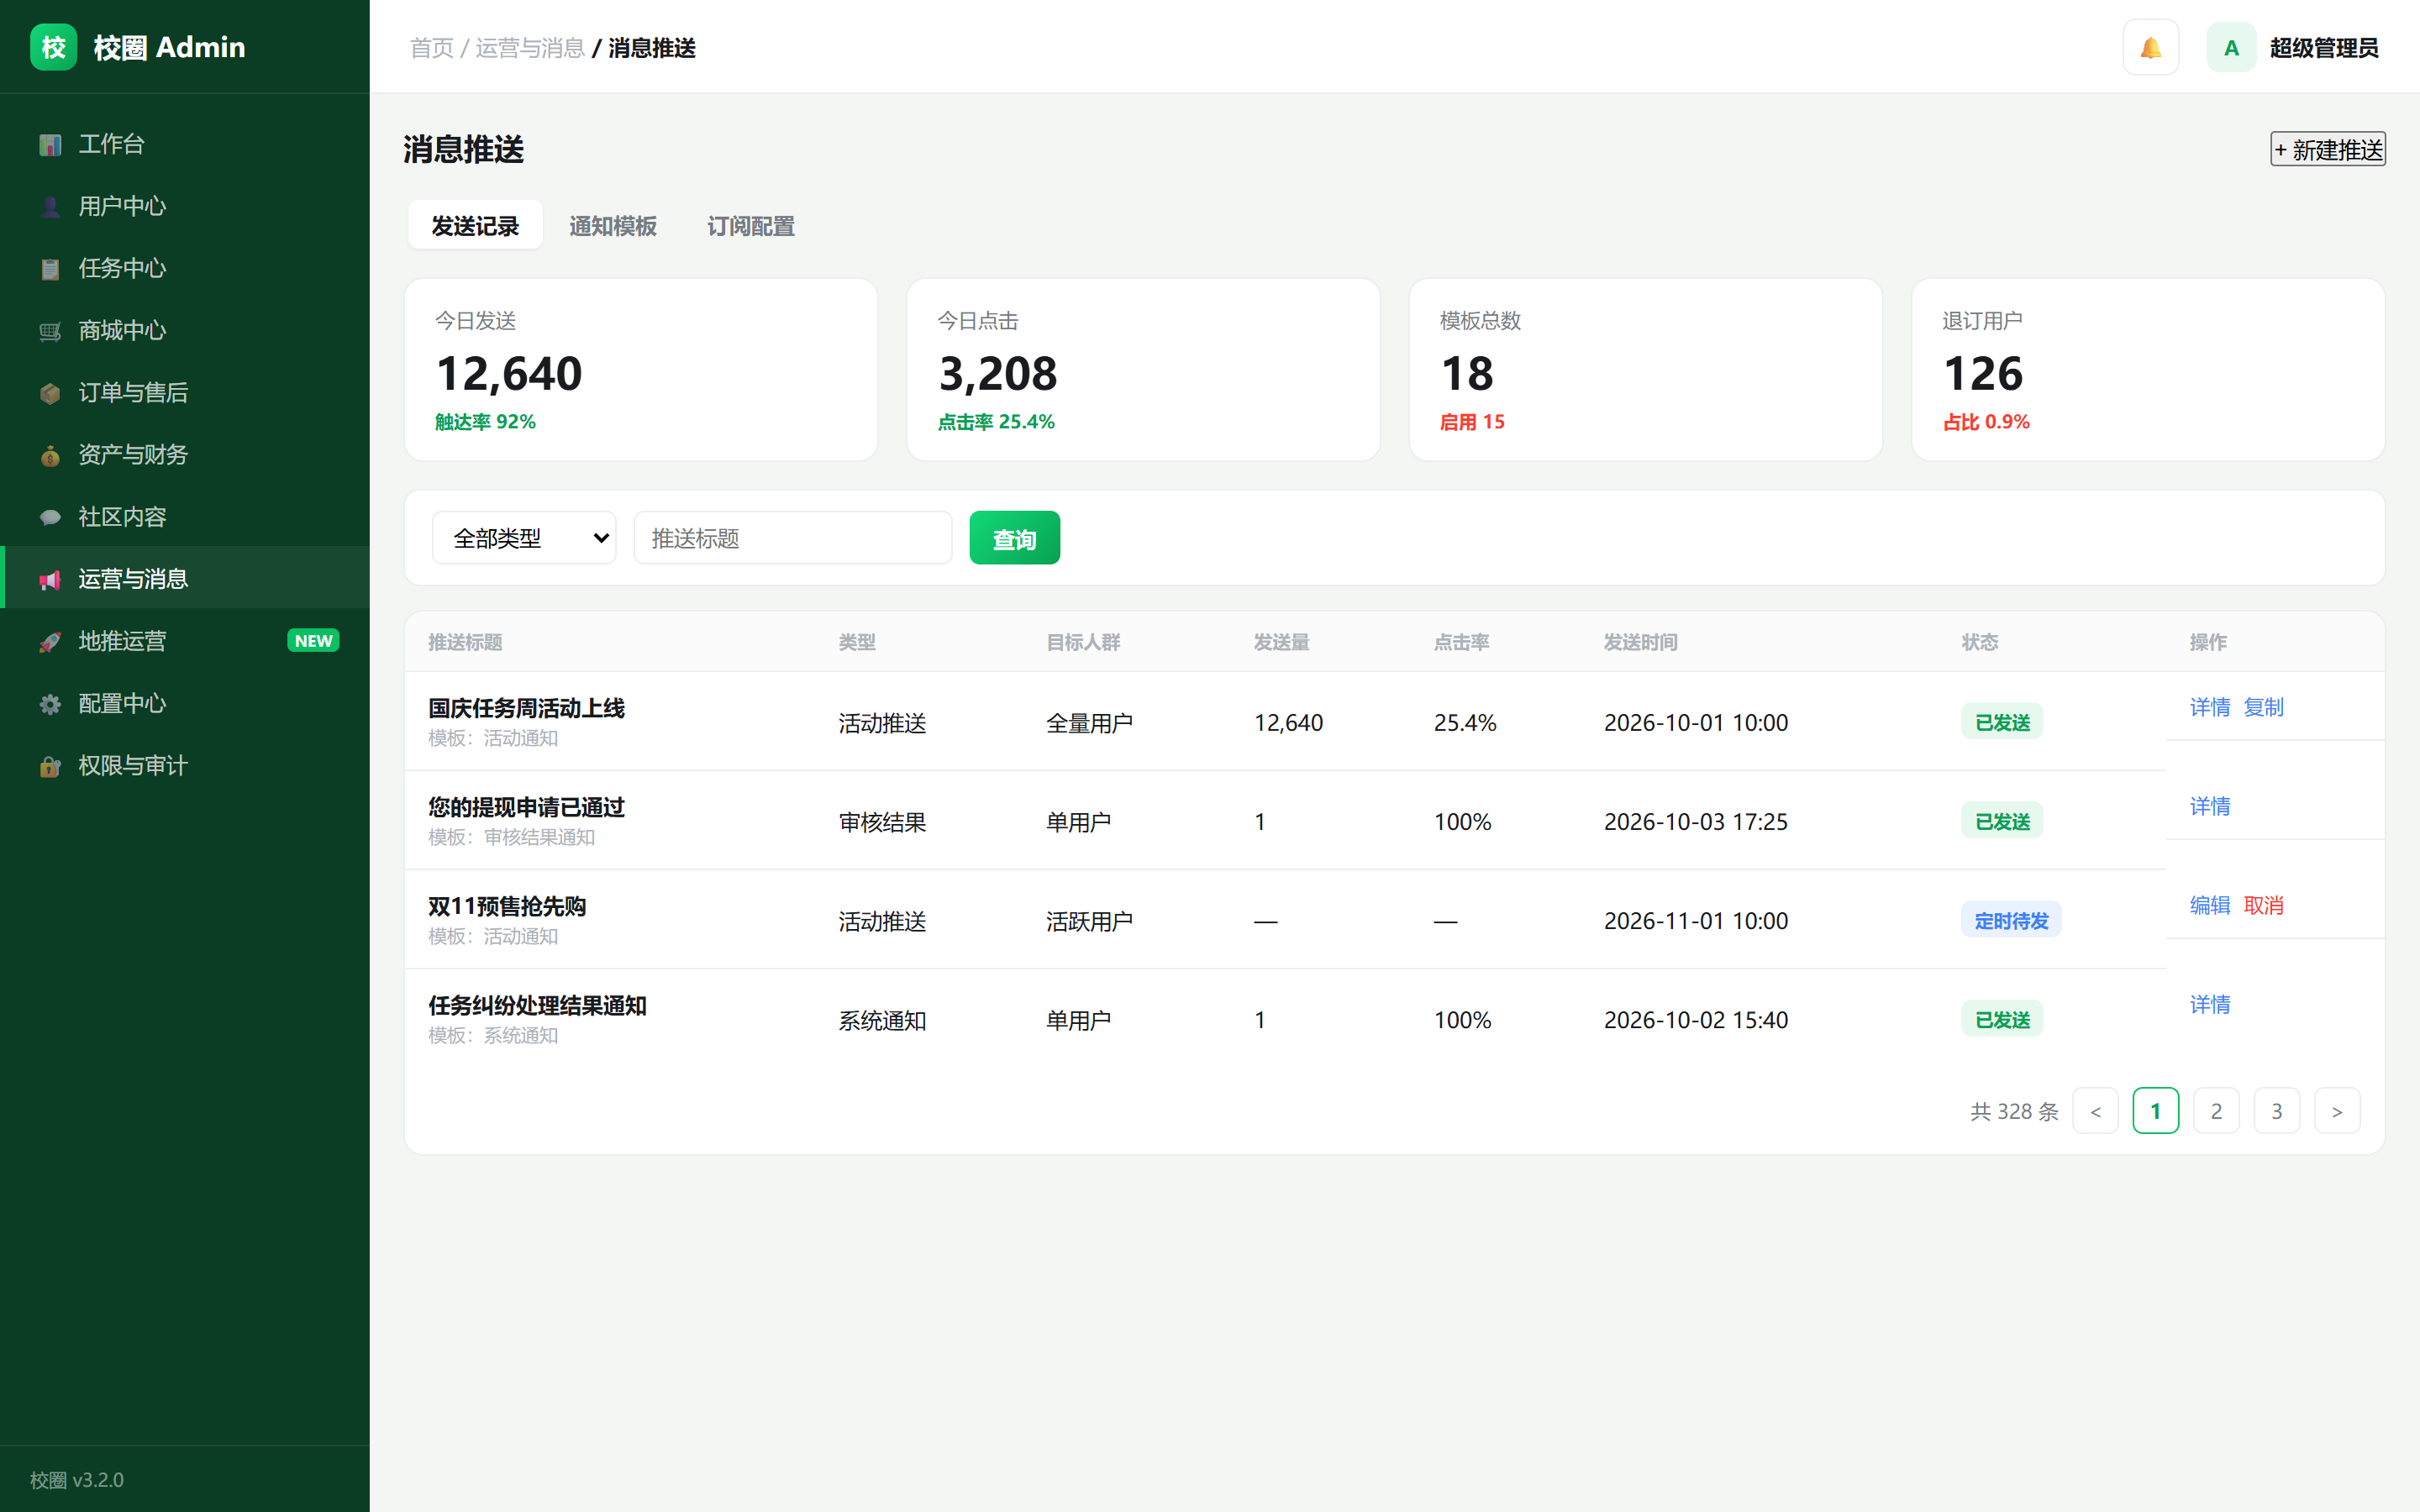 校 校圈 Admin
首页 / 运营与消息 / 消息推送
A 超级管理员
工作台
用户中心
任务中心
商城中心
订单与售后
资产与财务
社区内容
运营与消息
地推运营 NEW
配置中心
权限与审计
校圈 v3.2.0
消息推送
+ 新建推送
发送记录 通知模板 订阅配置
今日发送
12,640
触达率 92%
今日点击
3,208
点击率 25.4%
模板总数
18
启用 15
退订用户
126
占比 0.9%
全部类型 推送标题 查询
推送标题 类型 目标人群 发送量 点击率 发送时间 状态 操作
国庆任务周活动上线
模板：活动通知
活动推送 全量用户 12,640 25.4% 2026-10-01 10:00 已发送 详情 复制
您的提现申请已通过
模板：审核结果通知
审核结果 单用户 1 100% 2026-10-03 17:25 已发送 详情
双11预售抢先购
模板：活动通知
活动推送 活跃用户 — — 2026-11-01 10:00 定时待发 编辑 取消
任务纠纷处理结果通知
模板：系统通知
系统通知 单用户 1 100% 2026-10-02 15:40 已发送 详情
共 328 条 < 1 2 3 >